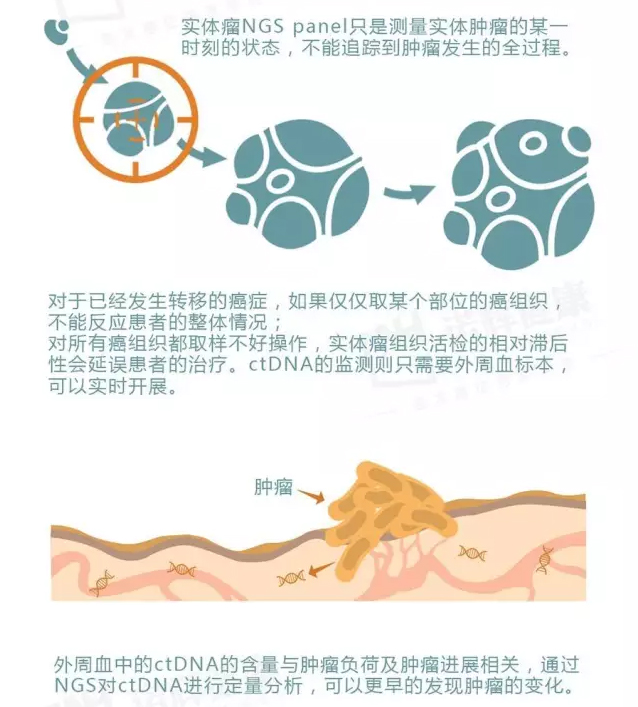 实体瘤NGS panel只是测量实体肿瘤的某一
时刻的状态，不能追踪到肿瘤发生的全过程。
对于已经发生转移的癌症，如果仅仅取某个部位的癌组织，
不能反应患者的整体情况；
对所有癌组织都取样不好操作，实体瘤组织活检的相对滞后
性会延误患者的治疗。ctDNA的监测则只需要外周血标本，
可以实时开展。
肿瘤
外周血中的ctDNA的含量与肿瘤负荷及肿瘤进展相关，通过
NGS对ctDNA进行定量分析，可以更早的发现肿瘤的变化。